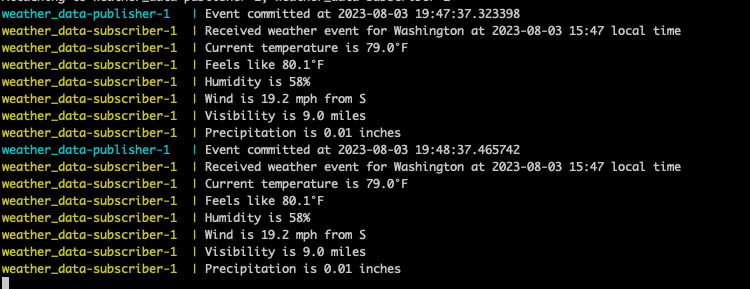 weather_data-publisher-1 | Event committed at 2023-08-03 19:47:37.323398
weather_data-subscriber-1 | Received weather event for Washington at 2023-08-03 15:47 local time
weather_data-subscriber-1 | Current temperature is 79.0°F
weather_data-subscriber-1 | Feels like 80.1°F
weather_data-subscriber-1 | Humidity is 58%
weather_data-subscriber-1 | Wind is 19.2 mph from S
weather_data-subscriber-1 | Visibility is 9.0 miles
weather_data-subscriber-1 | Precipitation is 0.01 inches
weather_data-publisher-1 | Event committed at 2023-08-03 19:48:37.465742
weather_data-subscriber-1 | Received weather event for Washington at 2023-08-03 15:47 local time
weather_data-subscriber-1 | Current temperature is 79.0°F
weather_data-subscriber-1 | Feels like 80.1°F
weather_data-subscriber-1 | Humidity is 58%
weather_data-subscriber-1 | Wind is 19.2 mph from S
weather_data-subscriber-1 | Visibility is 9.0 miles
weather_data-subscriber-1 | Precipitation is 0.01 inches